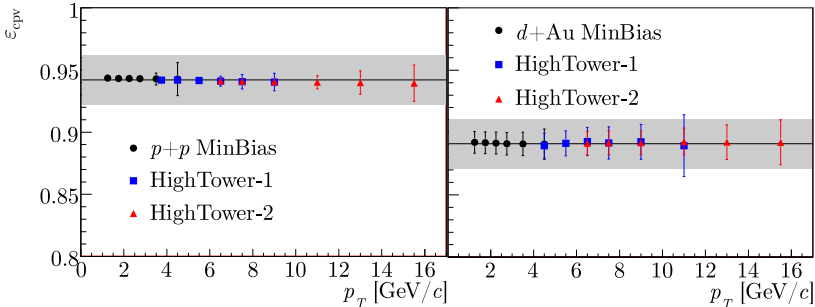 ε_cpv
1
0.95
0.9
0.85
0.8
p+p MinBias
HighTower-1
HighTower-2
0 2 4 6 8 10 12 14 16
p_T [GeV/c]
d+Au MinBias
HighTower-1
HighTower-2
2 4 6 8 10 12 14 16
p_T [GeV/c]